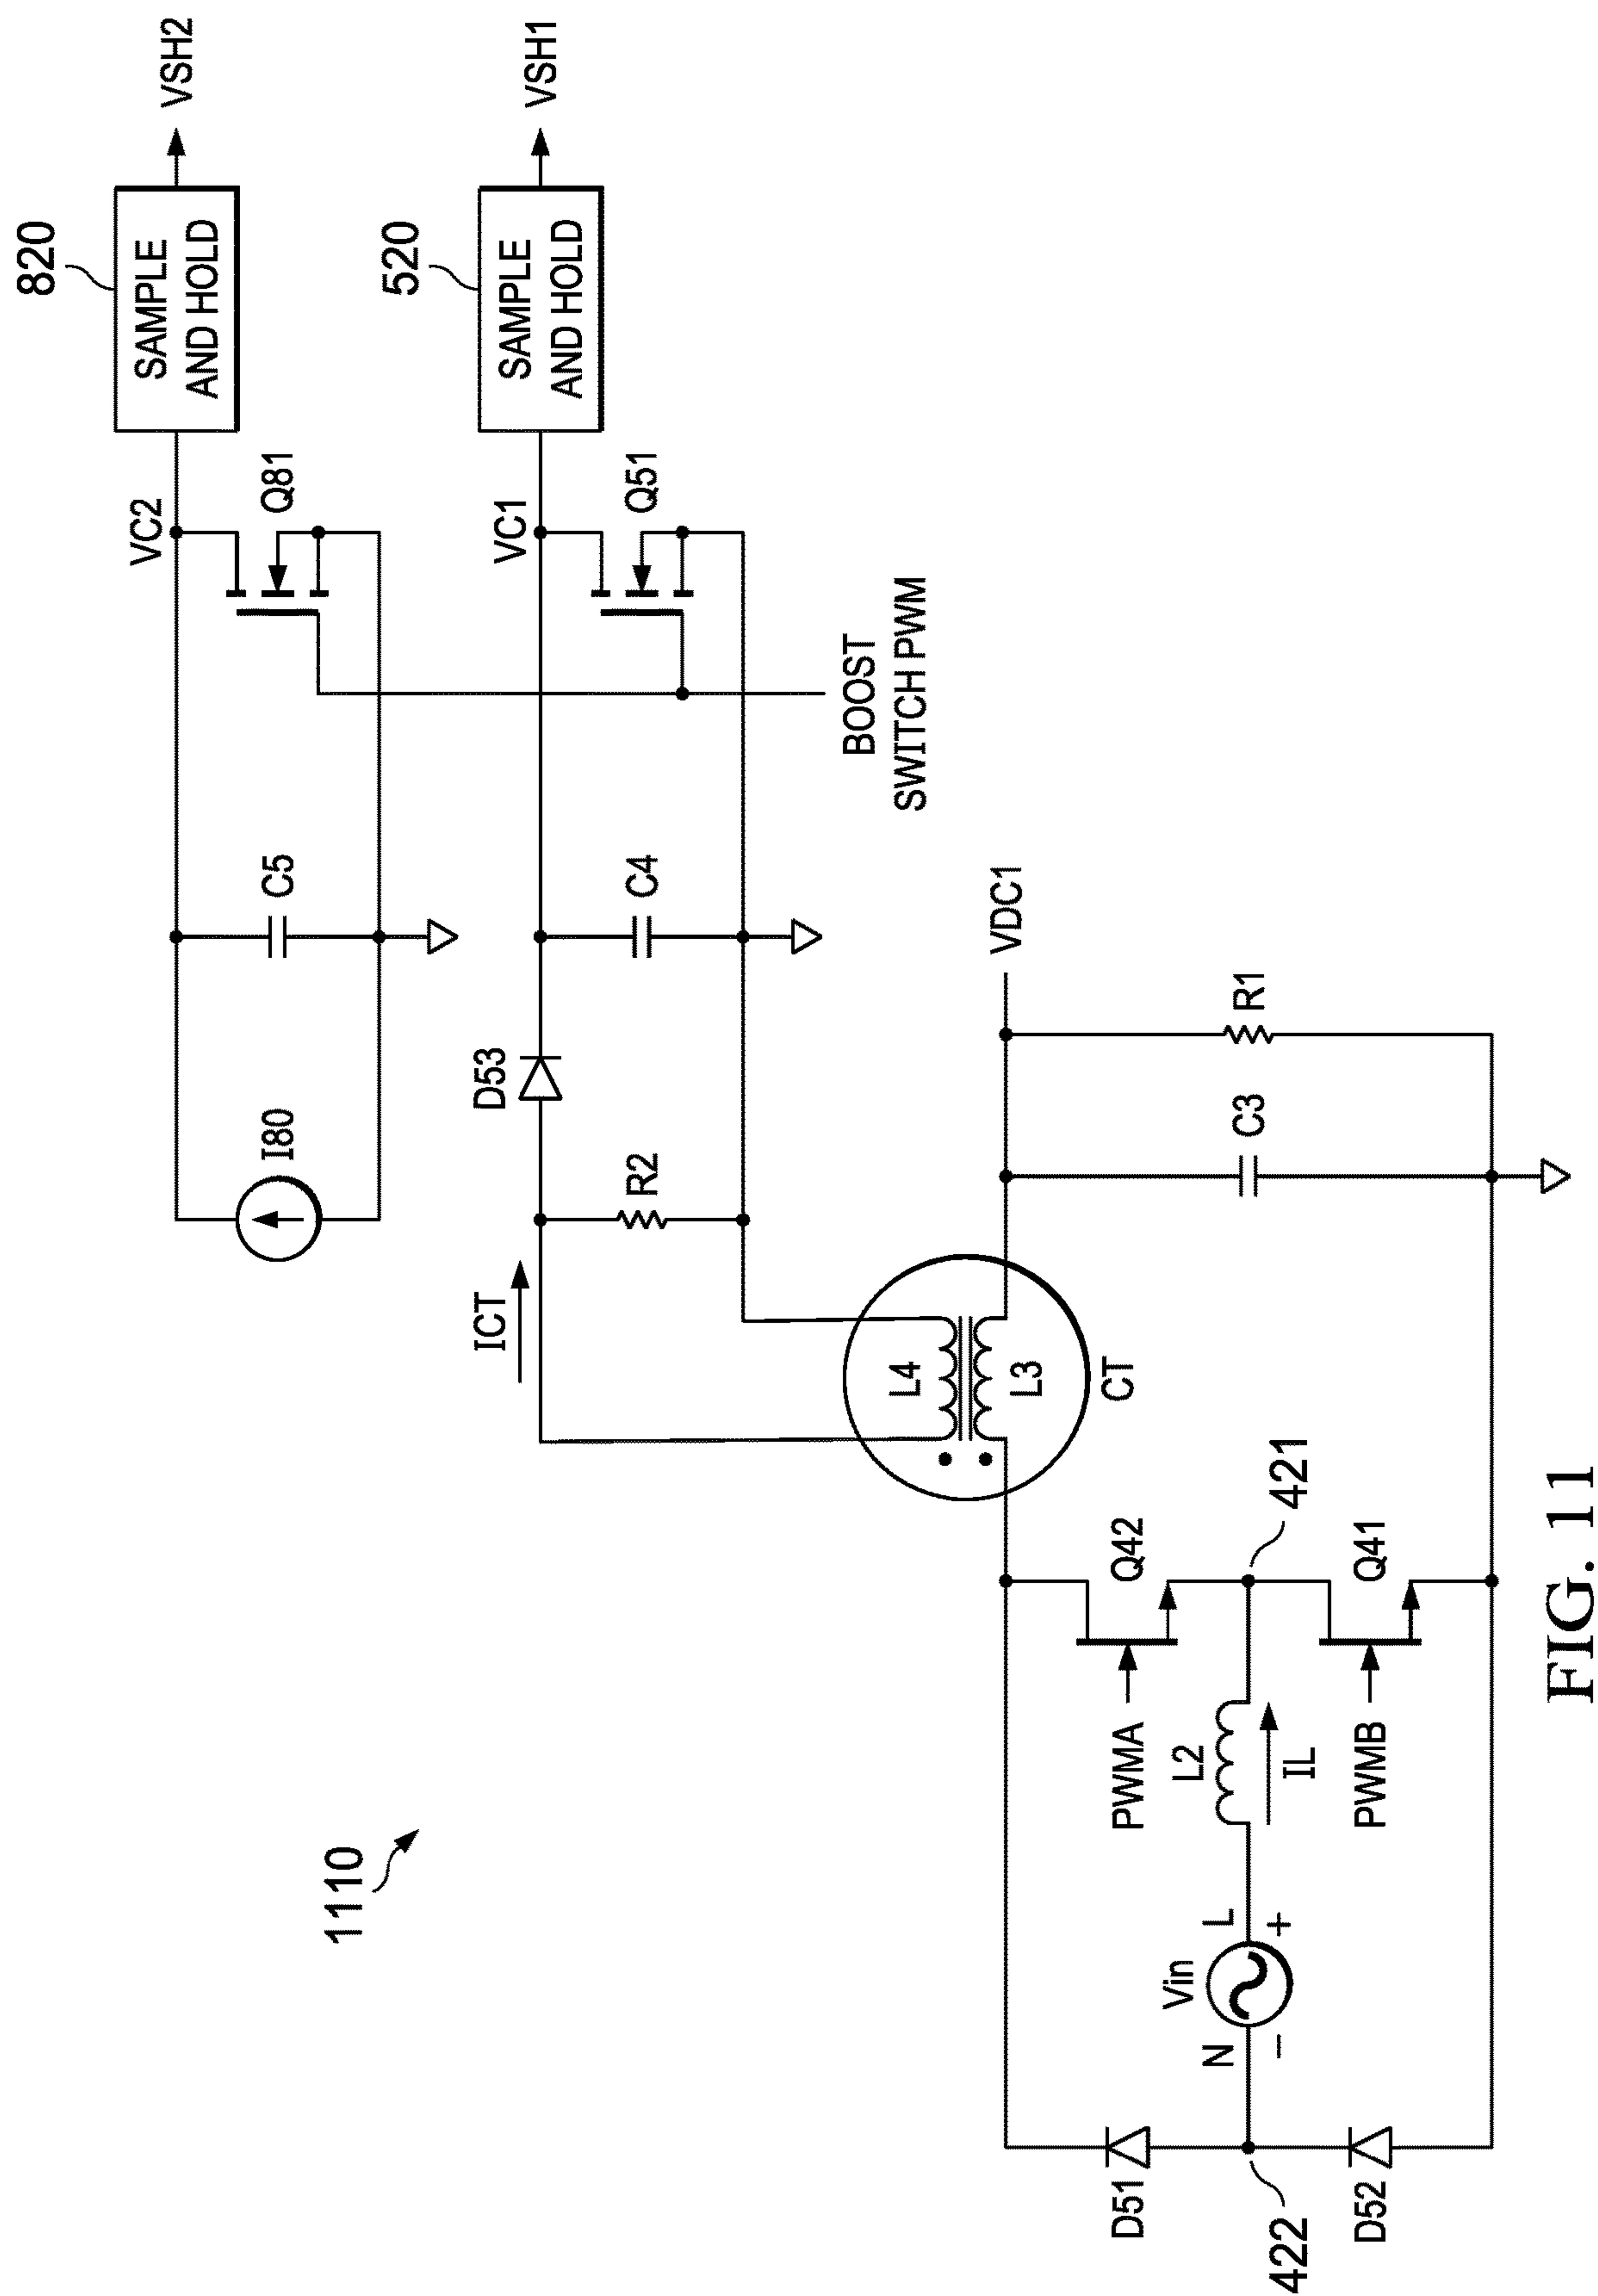 1110
820
SAMPLE
AND HOLD
VSH2
VC2
Q81
C5
I80
520
SAMPLE
AND HOLD
VSH1
VC1
Q51
C4
D53
R2
ICT
BOOST
SWITCH PWM
L4
L3
CT
VDC1
R1
C3
Q42
421
Q41
PWMA
L2
IL
PWMB
Vin
L
+
N
−
D51
422
D52
FIG. 11